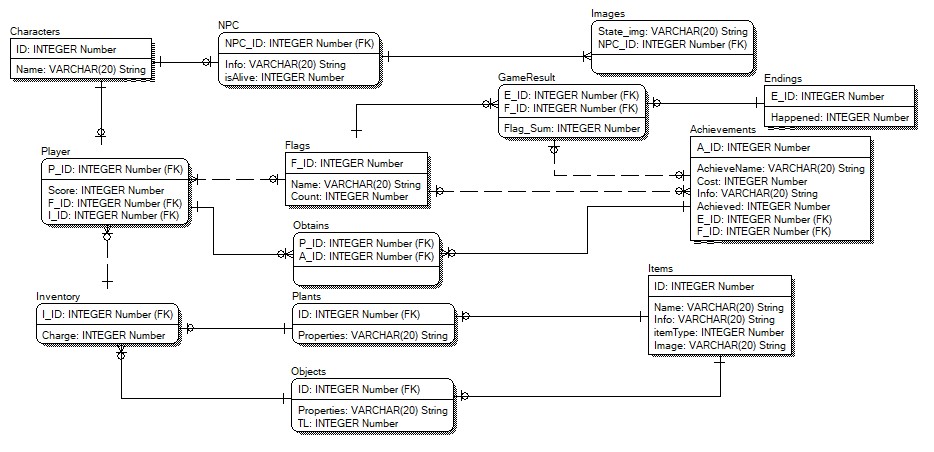 Characters
ID: INTEGER Number
Name: VARCHAR(20) String
NPC
NPC_ID: INTEGER Number (FK)
Info: VARCHAR(20) String
isAlive: INTEGER Number
Images
State_img: VARCHAR(20) String
NPC_ID: INTEGER Number (FK)
GameResult
E_ID: INTEGER Number (FK)
F_ID: INTEGER Number (FK)
Flag_Sum: INTEGER Number
Endings
E_ID: INTEGER Number
Happened: INTEGER Number
Player
P_ID: INTEGER Number (FK)
Score: INTEGER Number
F_ID: INTEGER Number (FK)
I_ID: INTEGER Number (FK)
Flags
F_ID: INTEGER Number
Name: VARCHAR(20) String
Count: INTEGER Number
Achievements
A_ID: INTEGER Number
AchieveName: VARCHAR(20) String
Cost: INTEGER Number
Info: VARCHAR(20) String
Achieved: INTEGER Number
E_ID: INTEGER Number (FK)
F_ID: INTEGER Number (FK)
Obtains
P_ID: INTEGER Number (FK)
A_ID: INTEGER Number (FK)
Inventory
I_ID: INTEGER Number (FK)
Charge: INTEGER Number
Plants
ID: INTEGER Number (FK)
Properties: VARCHAR(20) String
Items
ID: INTEGER Number
Name: VARCHAR(20) String
Info: VARCHAR(20) String
itemType: INTEGER Number
Image: VARCHAR(20) String
Objects
ID: INTEGER Number (FK)
Properties: VARCHAR(20) String
TL: INTEGER Number